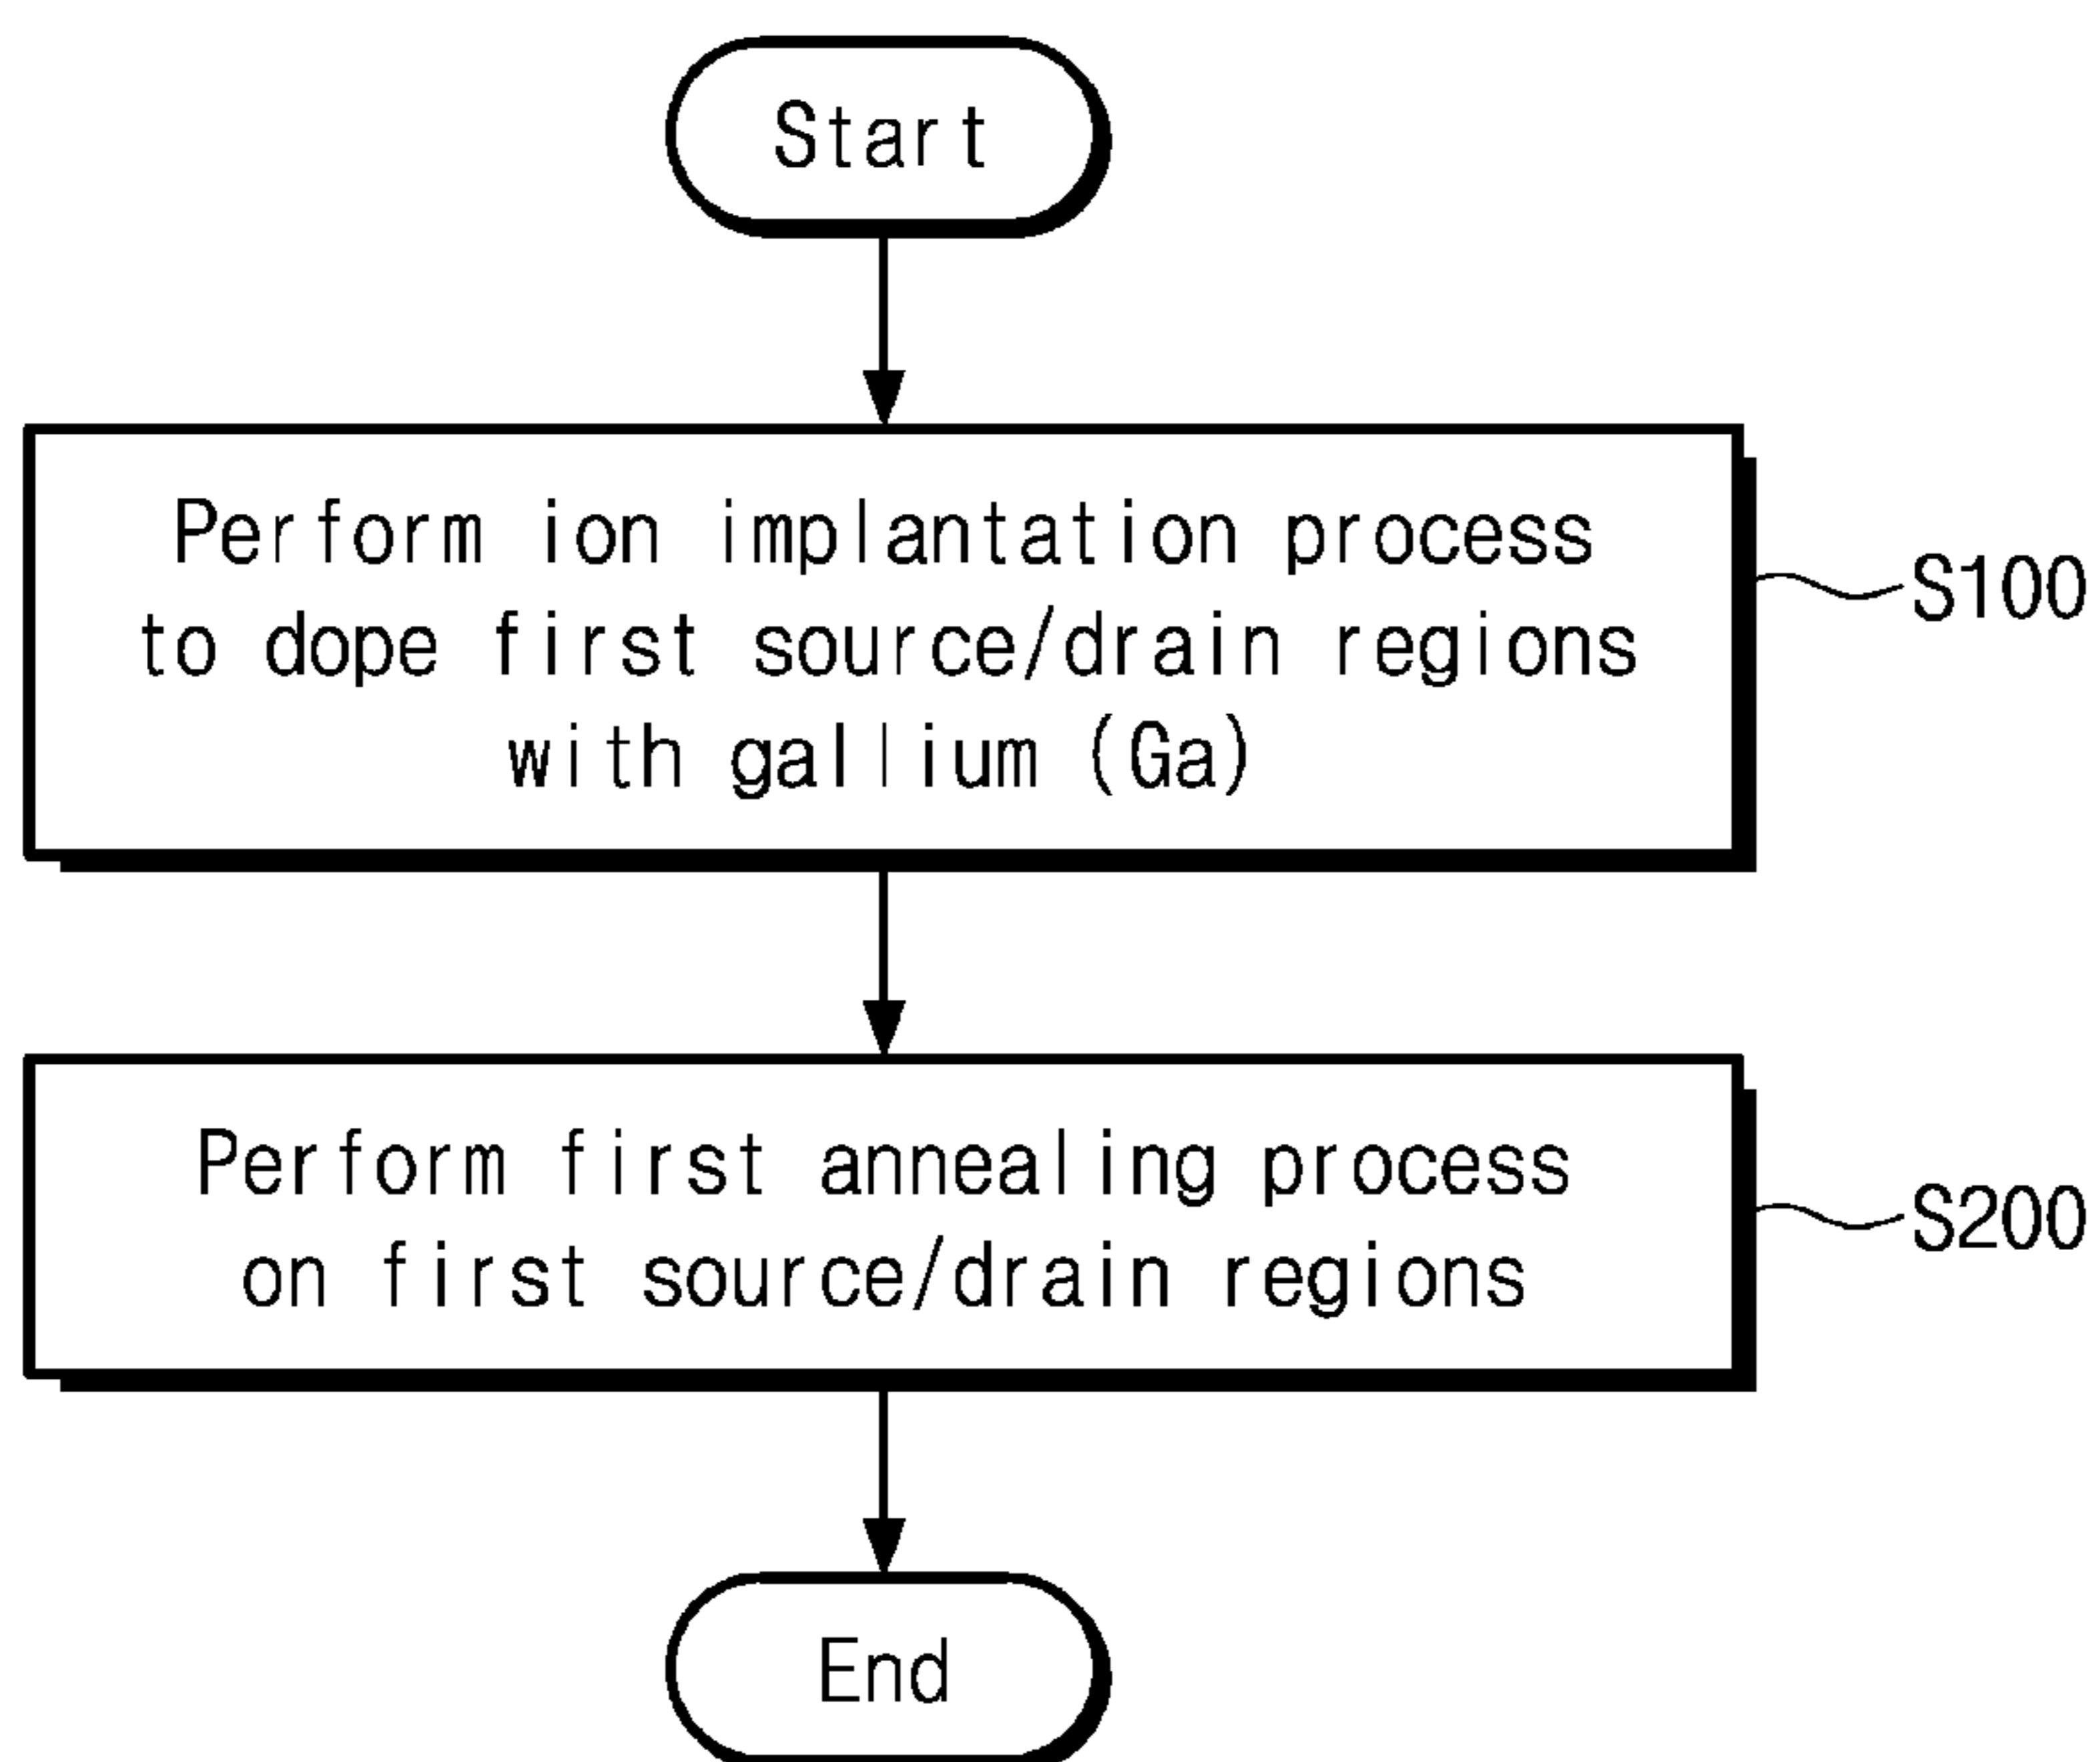 Start
Perform ion implantation process
to dope first source/drain regions
with gallium (Ga)
S100
Perform first annealing process
on first source/drain regions
S200
End